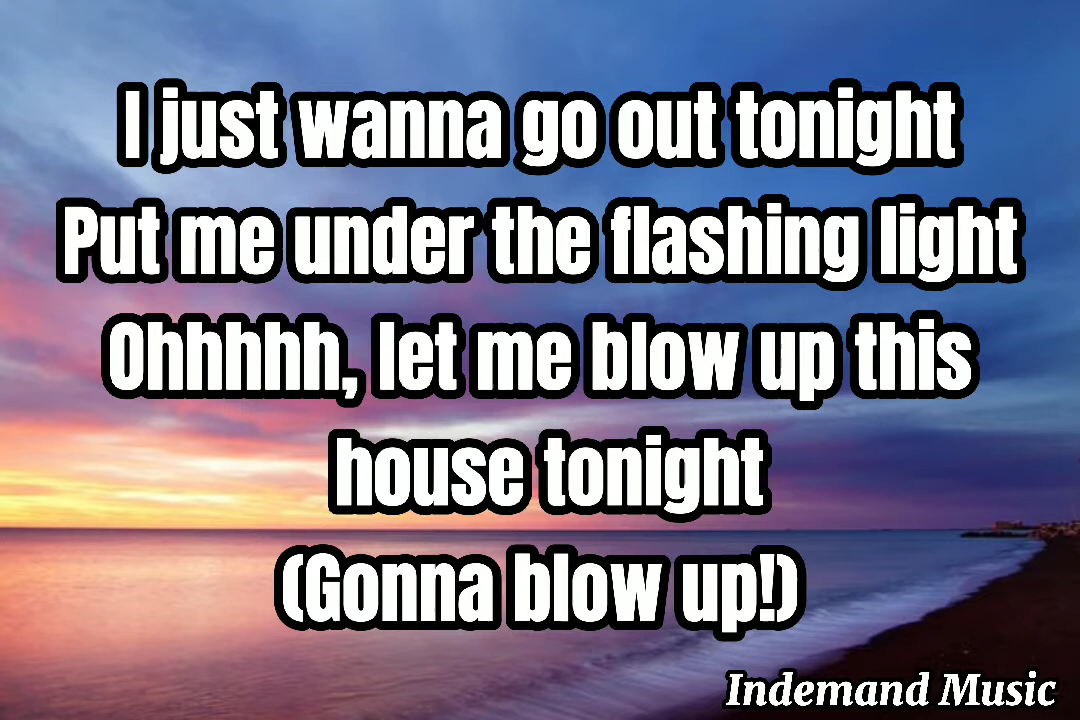 I just wanna go out tonight
Put me under the flashing light
Ohhhhh, let me blow up this
house tonight
(Gonna blow up!)
Indemand Music